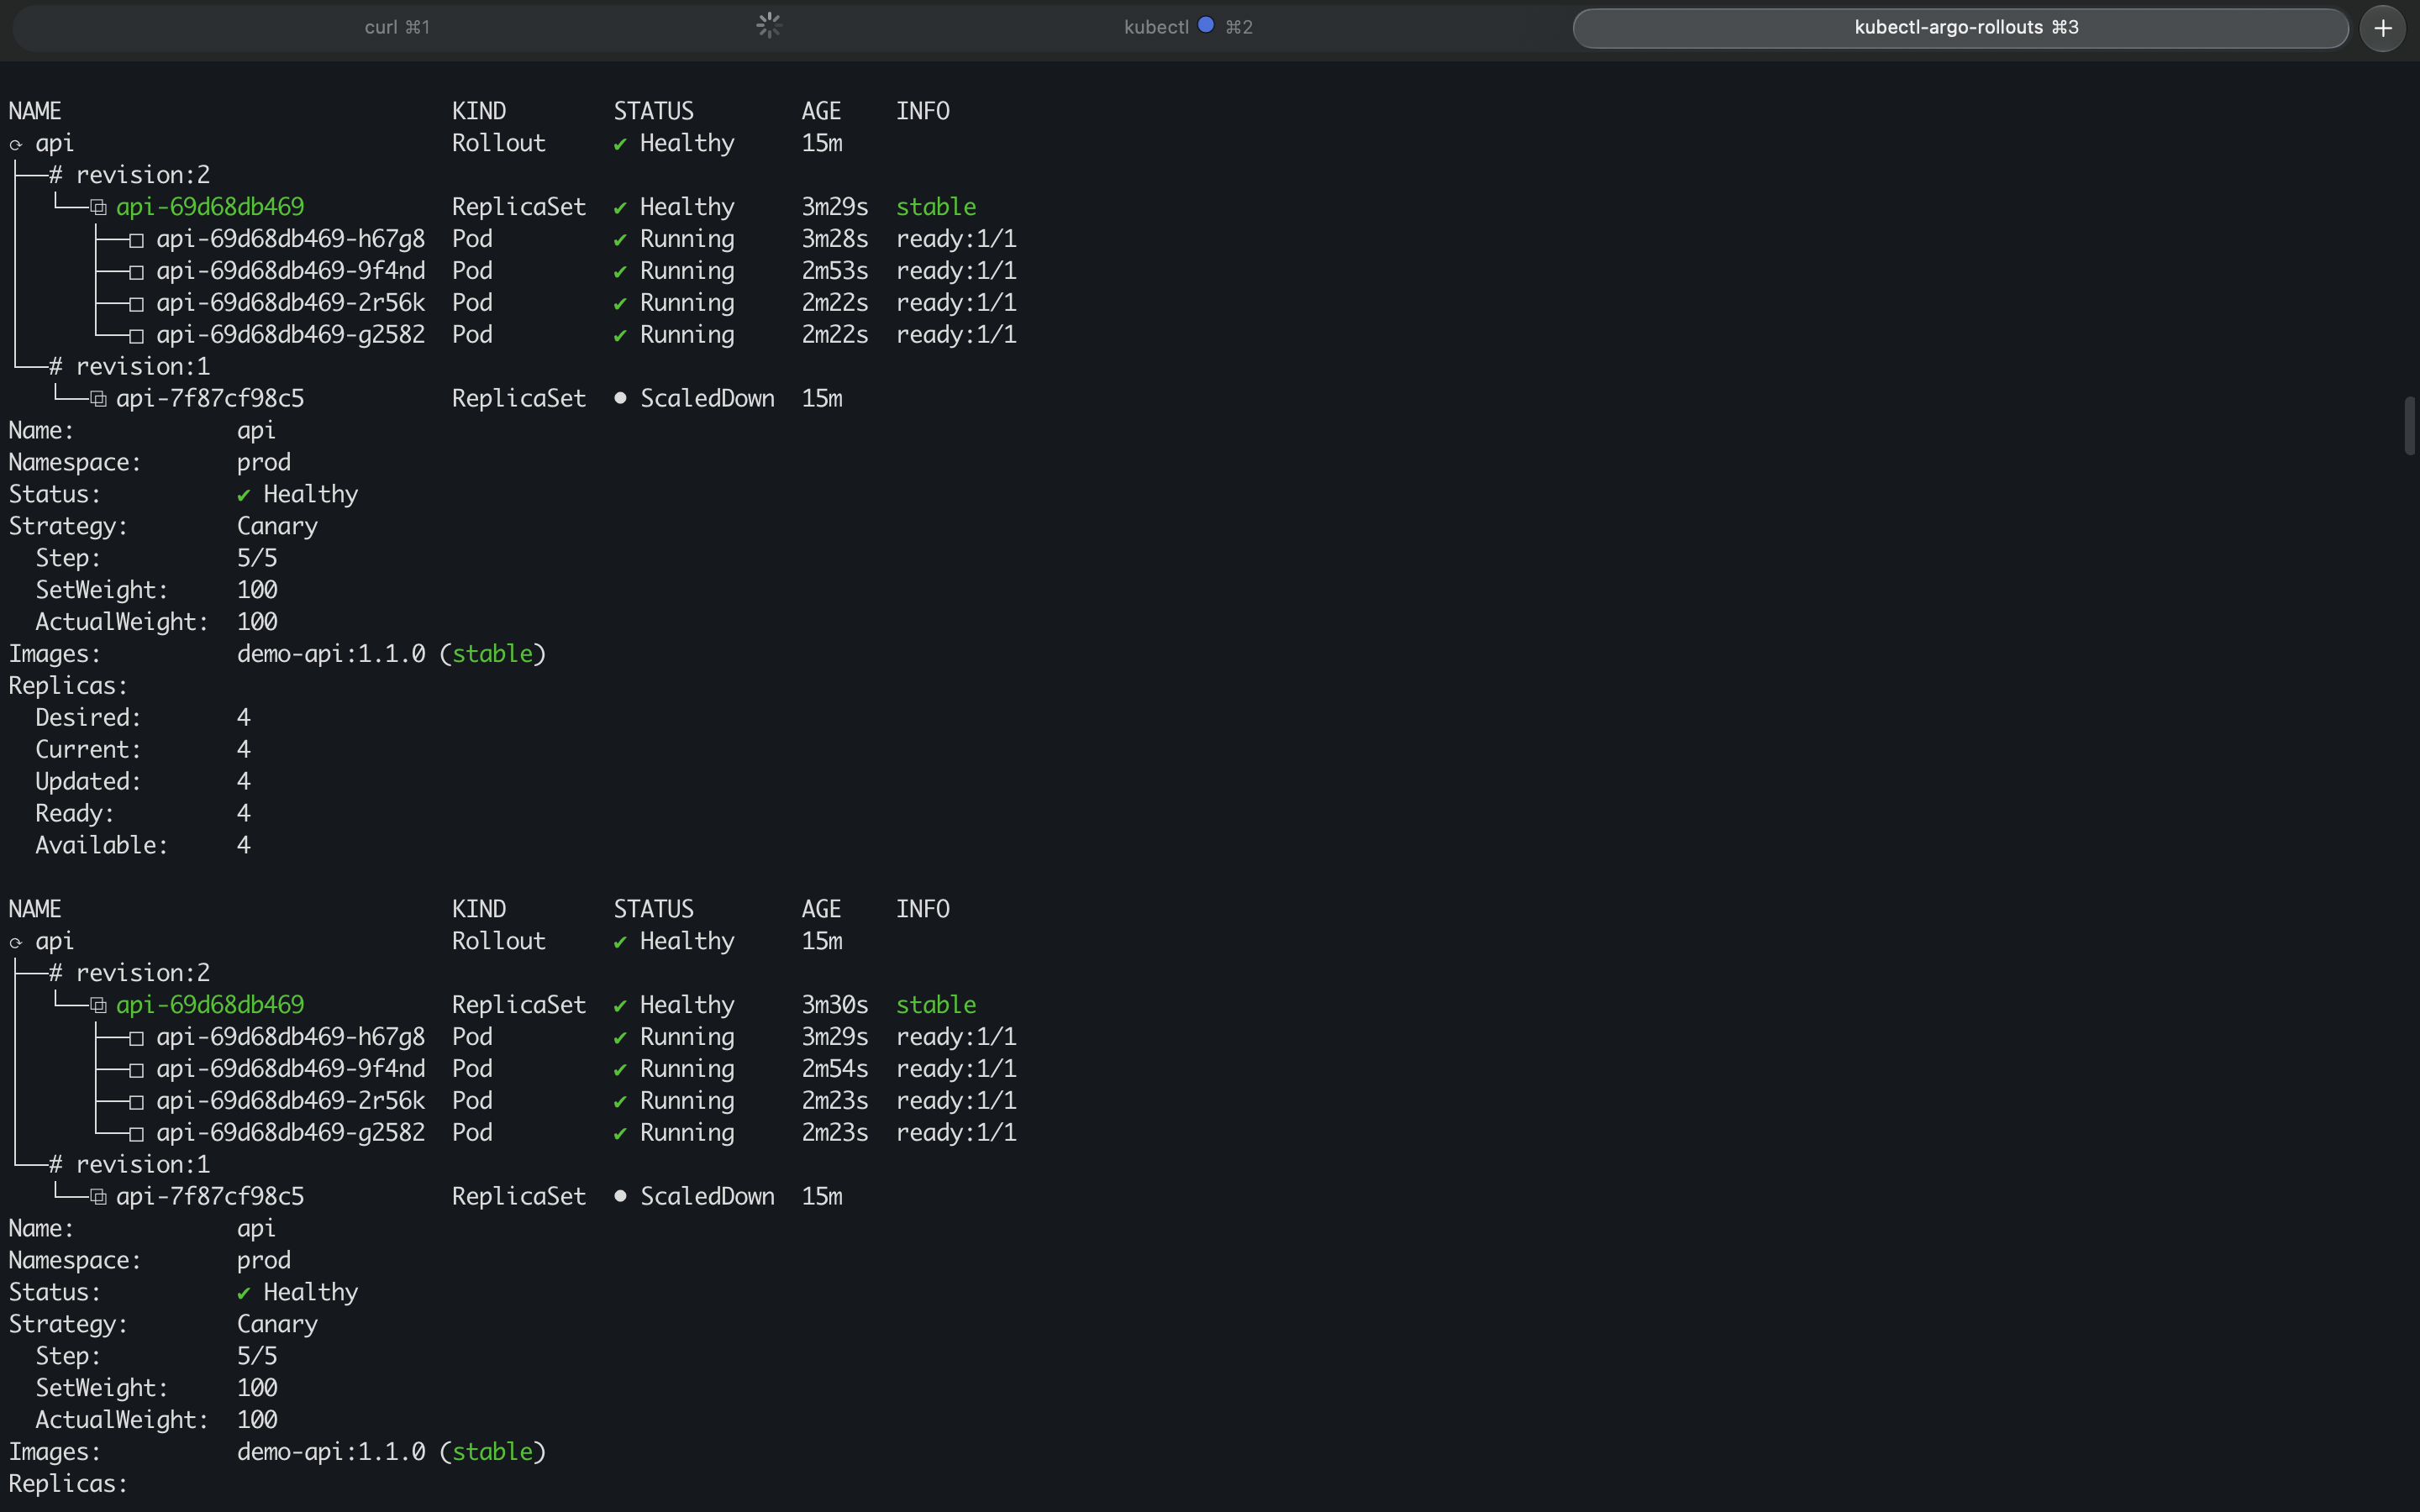 curl ⌘1 kubectl ⌘2 kubectl-argo-rollouts ⌘3 +
NAME KIND STATUS AGE INFO
⟳ api Rollout ✔ Healthy 15m
├──# revision:2
│  └──⧉ api-69d68db469 ReplicaSet ✔ Healthy 3m29s stable
│     ├──□ api-69d68db469-h67g8 Pod ✔ Running 3m28s ready:1/1
│     ├──□ api-69d68db469-9f4nd Pod ✔ Running 2m53s ready:1/1
│     ├──□ api-69d68db469-2r56k Pod ✔ Running 2m22s ready:1/1
│     └──□ api-69d68db469-g2582 Pod ✔ Running 2m22s ready:1/1
└──# revision:1
   └──⧉ api-7f87cf98c5 ReplicaSet • ScaledDown 15m
Name: api
Namespace: prod
Status: ✔ Healthy
Strategy: Canary
  Step: 5/5
  SetWeight: 100
  ActualWeight: 100
Images: demo-api:1.1.0 (stable)
Replicas:
  Desired: 4
  Current: 4
  Updated: 4
  Ready: 4
  Available: 4
NAME KIND STATUS AGE INFO
⟳ api Rollout ✔ Healthy 15m
├──# revision:2
│  └──⧉ api-69d68db469 ReplicaSet ✔ Healthy 3m30s stable
│     ├──□ api-69d68db469-h67g8 Pod ✔ Running 3m29s ready:1/1
│     ├──□ api-69d68db469-9f4nd Pod ✔ Running 2m54s ready:1/1
│     ├──□ api-69d68db469-2r56k Pod ✔ Running 2m23s ready:1/1
│     └──□ api-69d68db469-g2582 Pod ✔ Running 2m23s ready:1/1
└──# revision:1
   └──⧉ api-7f87cf98c5 ReplicaSet • ScaledDown 15m
Name: api
Namespace: prod
Status: ✔ Healthy
Strategy: Canary
  Step: 5/5
  SetWeight: 100
  ActualWeight: 100
Images: demo-api:1.1.0 (stable)
Replicas: